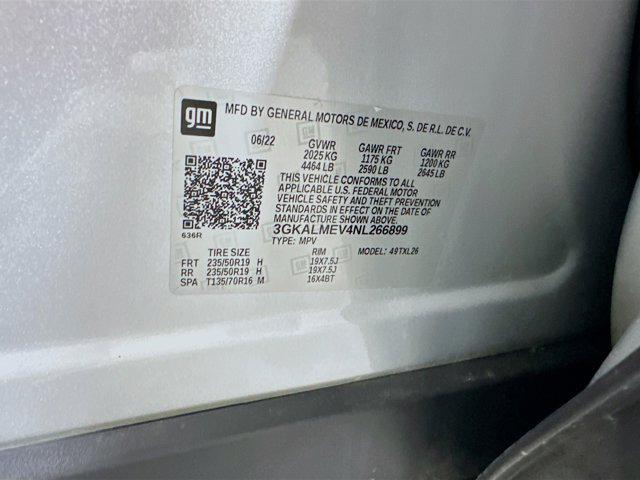 gm MFD BY GENERAL MOTORS DE MEXICO, S. DE R.L. DE C.V.
06/22 GVWR GAWR FRT GAWR RR
2025 KG 1175 KG 1200 KG
4464 LB 2590 LB 2645 LB
THIS VEHICLE CONFORMS TO ALL
APPLICABLE U.S. FEDERAL MOTOR
VEHICLE SAFETY AND THEFT PREVENTION
STANDARDS IN EFFECT ON THE DATE OF
MANUFACTURE SHOWN ABOVE.
3GKALMEV4NL266899
636R TYPE: MPV MODEL: 49TXL26
TIRE SIZE RIM
FRT 235/50R19 H 19X7.5J
RR 235/50R19 H 19X7.5J
SPA T135/70R16 M 16X4BT